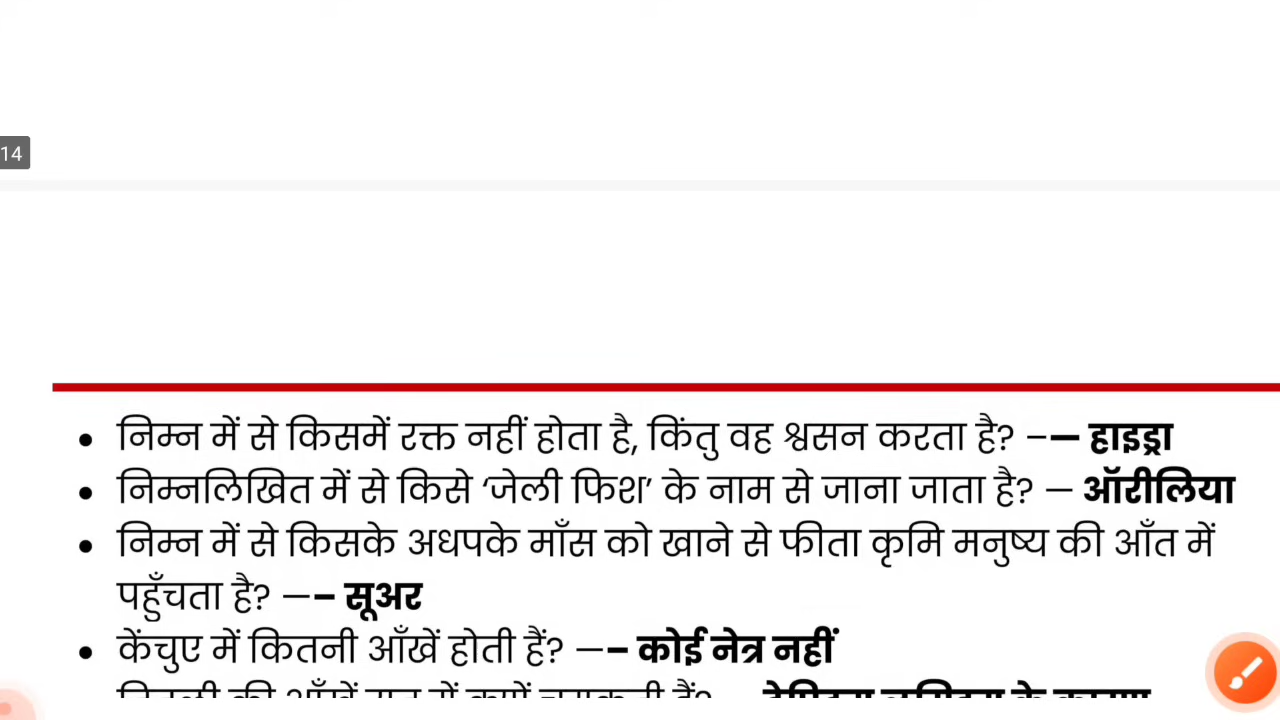 14
निम्न में से किसमें रक्त नहीं होता है, किंतु वह श्वसन करता है? –— हाइड्रा
निम्नलिखित में से किसे ‘जेली फिश’ के नाम से जाना जाता है? — ऑरीलिया
निम्न में से किसके अधपके माँस को खाने से फीता कृमि मनुष्य की आँत में
पहुँचता है? —– सूअर
केंचुए में कितनी आँखें होती हैं? —– कोई नेत्र नहीं